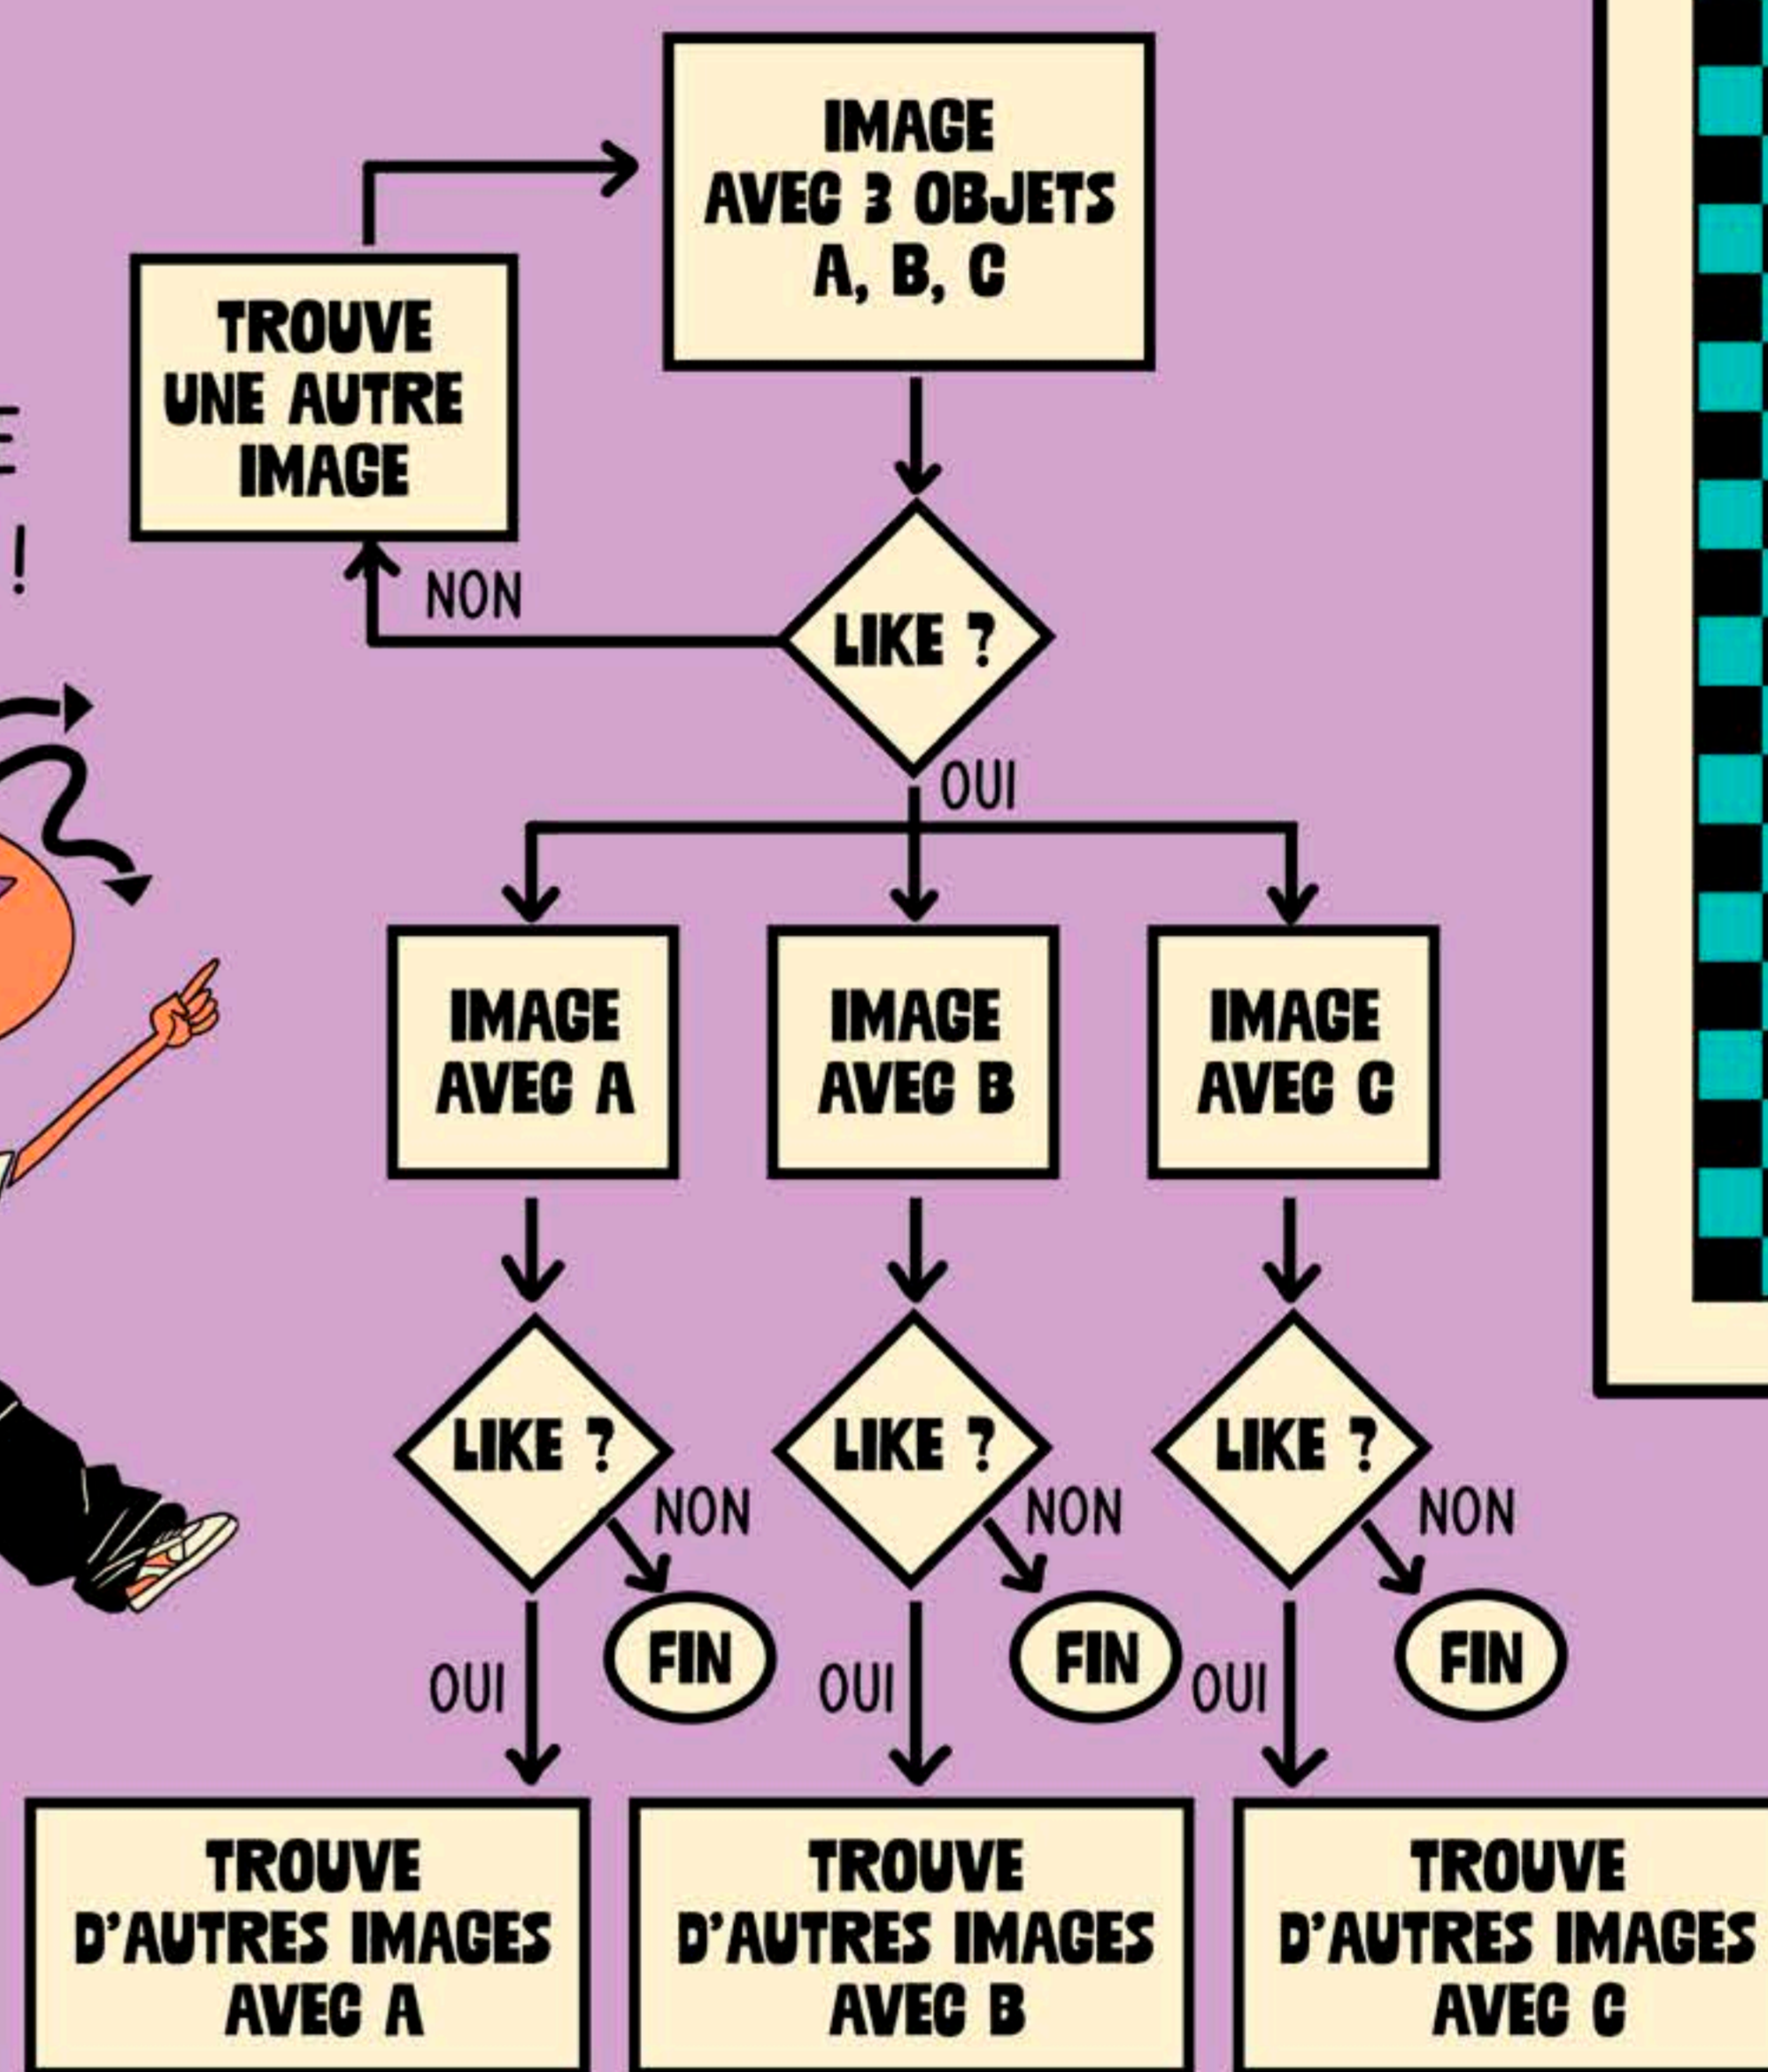 IMAGE
AVEC 3 OBJETS
A, B, C
TROUVE
UNE AUTRE
IMAGE
!
NON
LIKE ?
OUI
IMAGE
AVEC A
IMAGE
AVEC B
IMAGE
AVEC C
LIKE ?
NON
FIN
OUI
LIKE ?
NON
FIN
OUI
LIKE ?
NON
FIN
OUI
TROUVE
D'AUTRES IMAGES
AVEC A
TROUVE
D'AUTRES IMAGES
AVEC B
TROUVE
D'AUTRES IMAGES
AVEC C